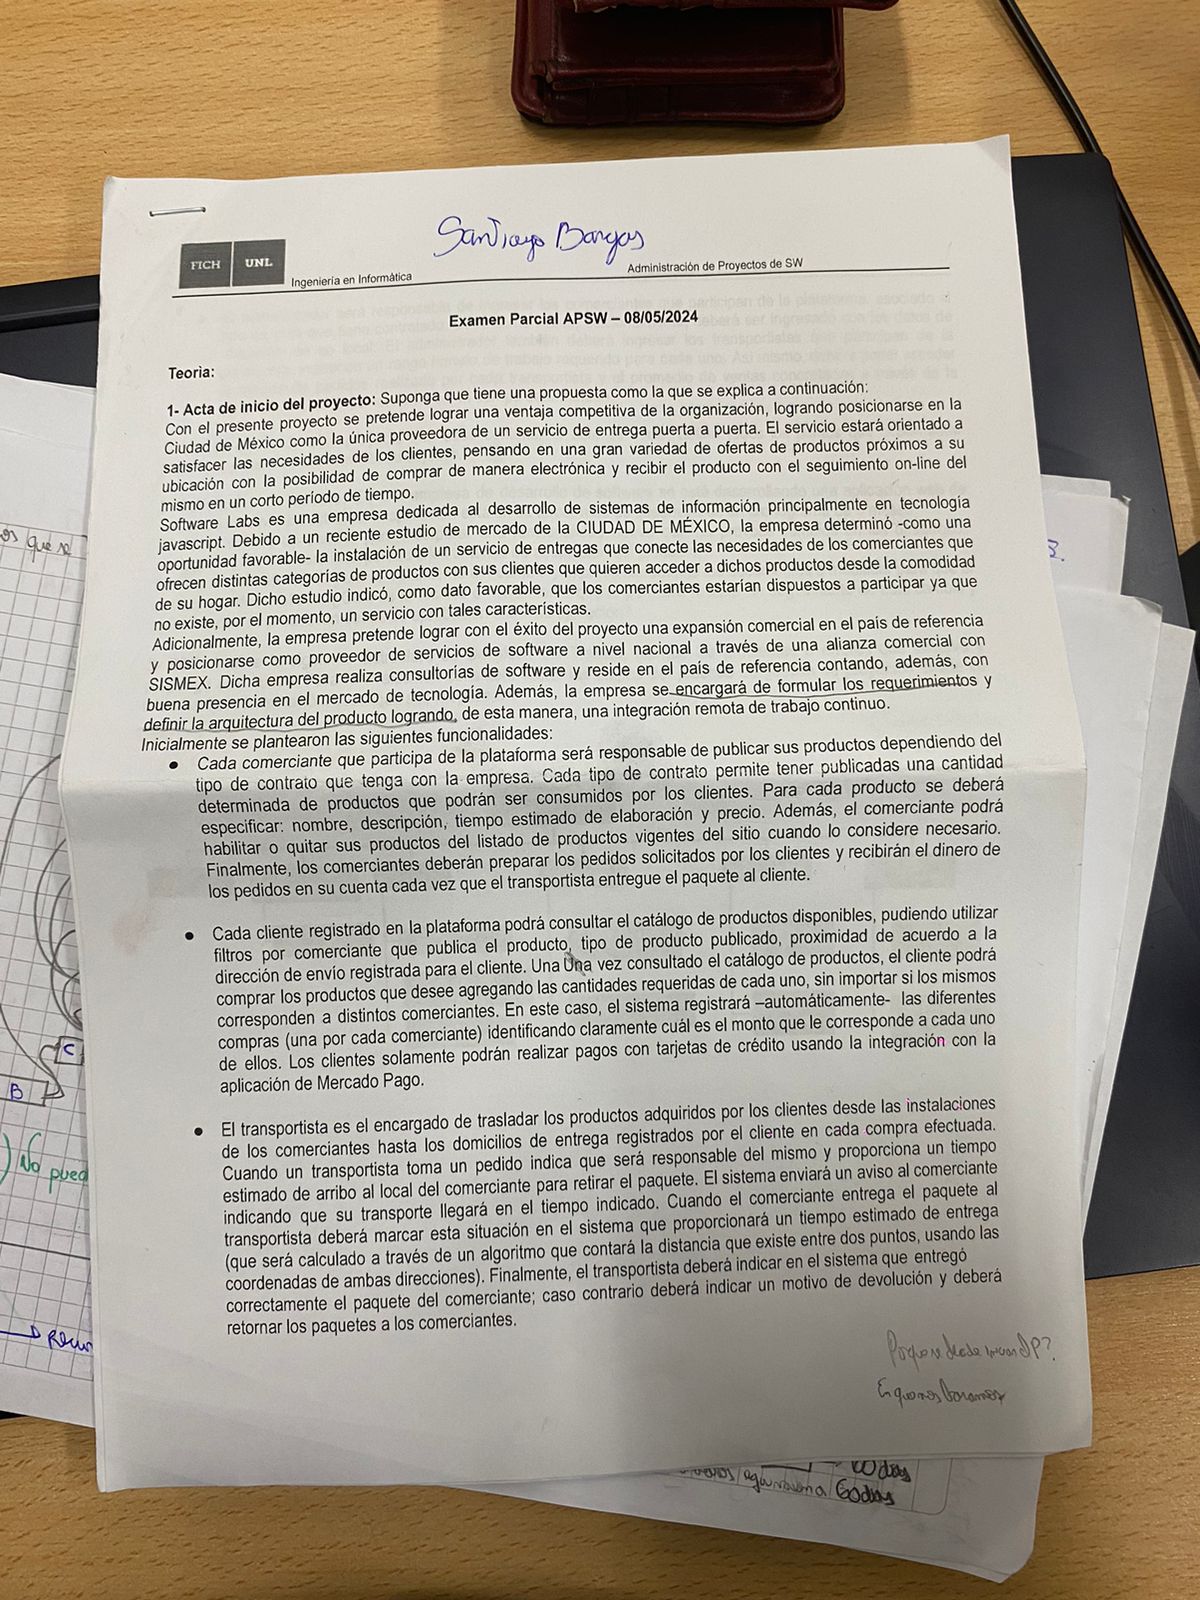 Santiago Bargas
FICH UNL
Ingeniería en Informática
Administración de Proyectos de SW
Examen Parcial APSW – 08/05/2024
Teoria:
1- Acta de inicio del proyecto: Suponga que tiene una propuesta como la que se explica a continuación:
Con el presente proyecto se pretende lograr una ventaja competitiva de la organización, logrando posicionarse en la
Ciudad de México como la única proveedora de un servicio de entrega puerta a puerta. El servicio estará orientado a
satisfacer las necesidades de los clientes, pensando en una gran variedad de ofertas de productos próximos a su
ubicación con la posibilidad de comprar de manera electrónica y recibir el producto con el seguimiento on-line del
mismo en un corto período de tiempo.
Software Labs es una empresa dedicada al desarrollo de sistemas de información principalmente en tecnología
javascript. Debido a un reciente estudio de mercado de la CIUDAD DE MÉXICO, la empresa determinó -como una
oportunidad favorable- la instalación de un servicio de entregas que conecte las necesidades de los comerciantes que
ofrecen distintas categorías de productos con sus clientes que quieren acceder a dichos productos desde la comodidad
de su hogar. Dicho estudio indicó, como dato favorable, que los comerciantes estarían dispuestos a participar ya que
no existe, por el momento, un servicio con tales características.
Adicionalmente, la empresa pretende lograr con el éxito del proyecto una expansión comercial en el país de referencia
y posicionarse como proveedor de servicios de software a nivel nacional a través de una alianza comercial con
SISMEX. Dicha empresa realiza consultorías de software y reside en el país de referencia contando, además, con
buena presencia en el mercado de tecnología. Además, la empresa se encargará de formular los requerimientos y
definir la arquitectura del producto logrando, de esta manera, una integración remota de trabajo continuo.
Inicialmente se plantearon las siguientes funcionalidades:
• Cada comerciante que participa de la plataforma será responsable de publicar sus productos dependiendo del
tipo de contrato que tenga con la empresa. Cada tipo de contrato permite tener publicadas una cantidad
determinada de productos que podrán ser consumidos por los clientes. Para cada producto se deberá
especificar: nombre, descripción, tiempo estimado de elaboración y precio. Además, el comerciante podrá
habilitar o quitar sus productos del listado de productos vigentes del sitio cuando lo considere necesario.
Finalmente, los comerciantes deberán preparar los pedidos solicitados por los clientes y recibirán el dinero de
los pedidos en su cuenta cada vez que el transportista entregue el paquete al cliente.
• Cada cliente registrado en la plataforma podrá consultar el catálogo de productos disponibles, pudiendo utilizar
filtros por comerciante que publica el producto, tipo de producto publicado, proximidad de acuerdo a la
dirección de envío registrada para el cliente. Una Una vez consultado el catálogo de productos, el cliente podrá
comprar los productos que desee agregando las cantidades requeridas de cada uno, sin importar si los mismos
corresponden a distintos comerciantes. En este caso, el sistema registrará –automáticamente- las diferentes
compras (una por cada comerciante) identificando claramente cuál es el monto que le corresponde a cada uno
de ellos. Los clientes solamente podrán realizar pagos con tarjetas de crédito usando la integración con la
aplicación de Mercado Pago.
• El transportista es el encargado de trasladar los productos adquiridos por los clientes desde las instalaciones
de los comerciantes hasta los domicilios de entrega registrados por el cliente en cada compra efectuada.
Cuando un transportista toma un pedido indica que será responsable del mismo y proporciona un tiempo
estimado de arribo al local del comerciante para retirar el paquete. El sistema enviará un aviso al comerciante
indicando que su transporte llegará en el tiempo indicado. Cuando el comerciante entrega el paquete al
transportista deberá marcar esta situación en el sistema que proporcionará un tiempo estimado de entrega
(que será calculado a través de un algoritmo que contará la distancia que existe entre dos puntos, usando las
coordenadas de ambas direcciones). Finalmente, el transportista deberá indicar en el sistema que entregó
correctamente el paquete del comerciante; caso contrario deberá indicar un motivo de devolución y deberá
retornar los paquetes a los comerciantes.
que se
C
B
No pued
60 días